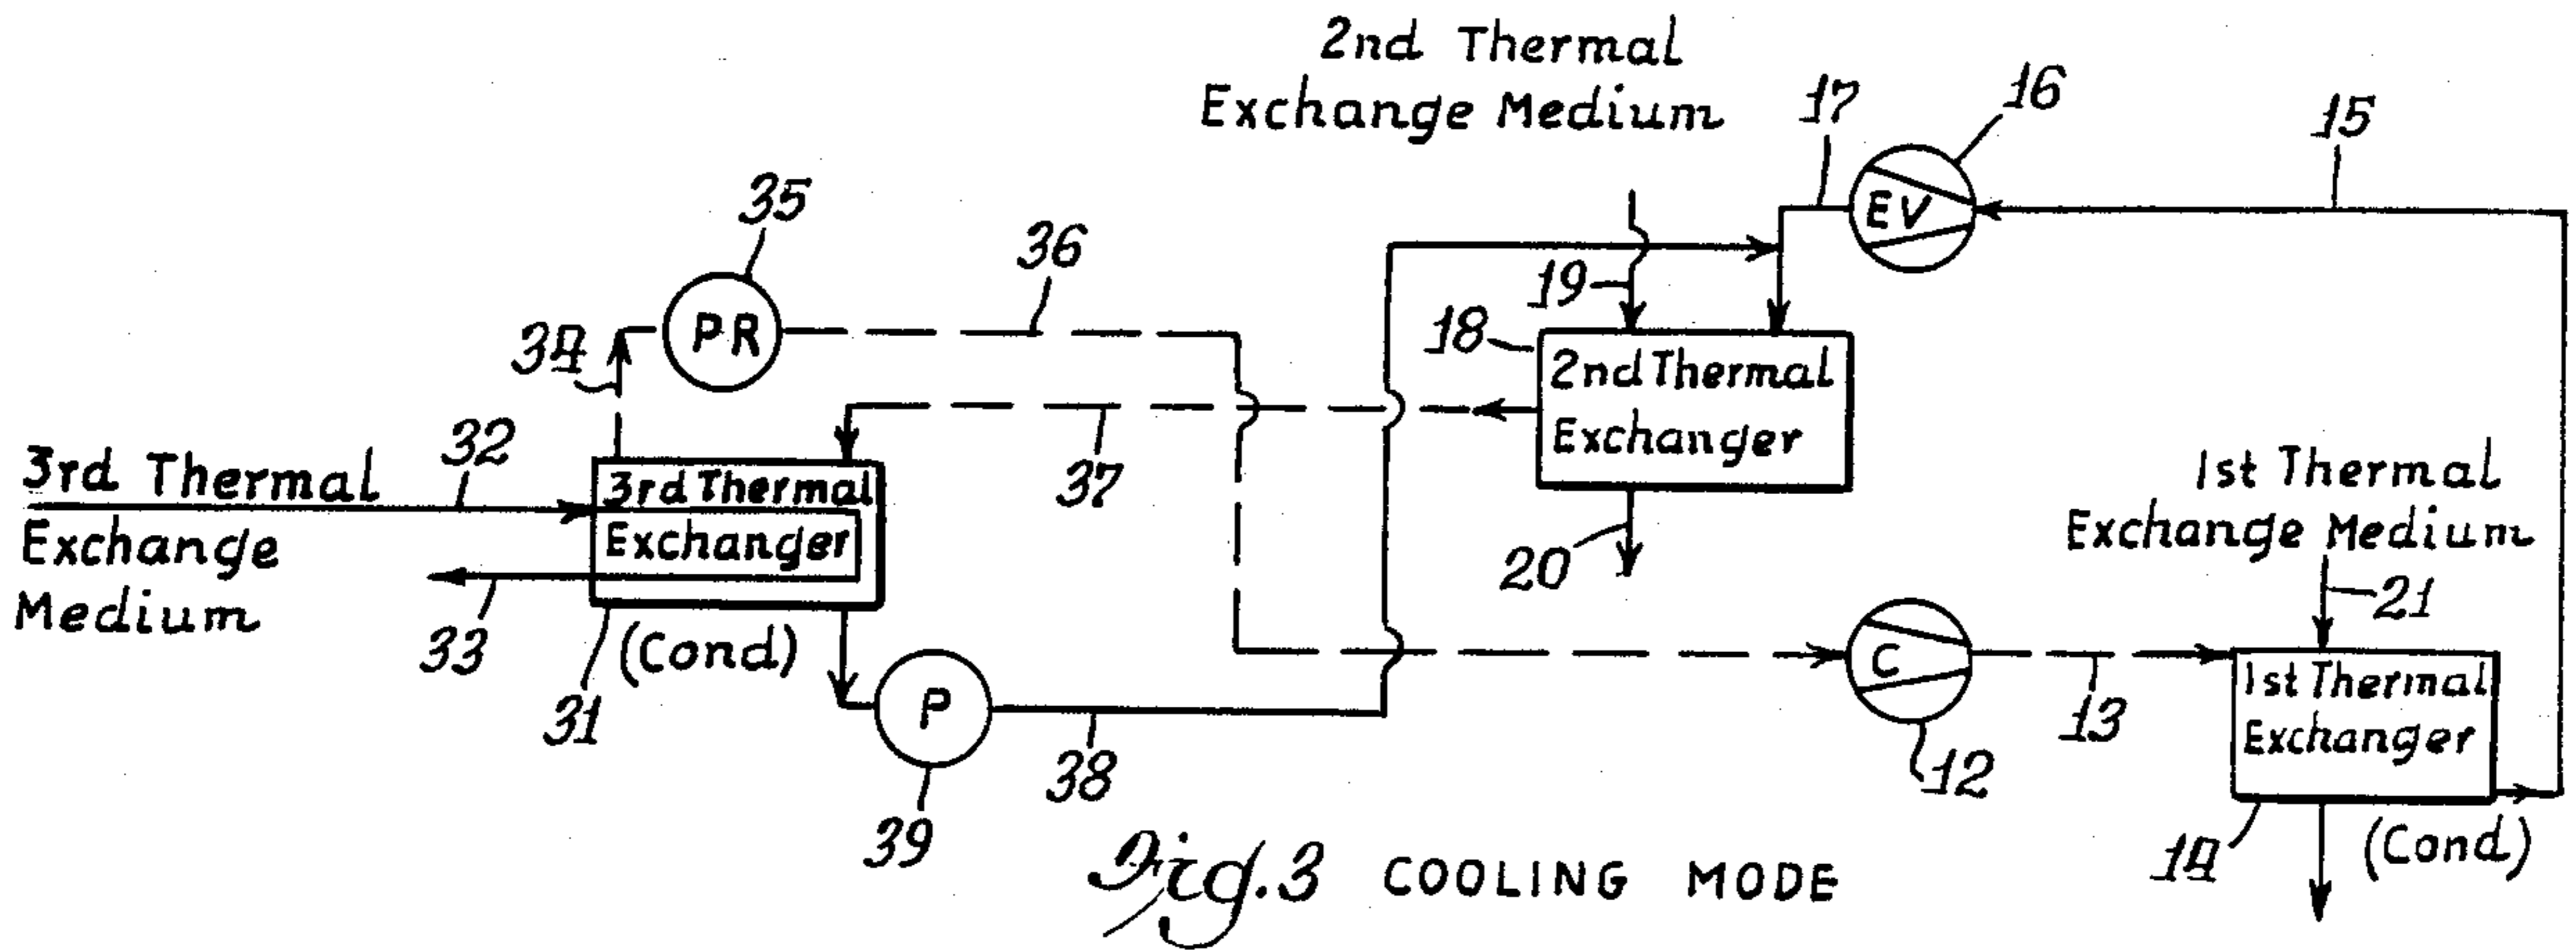 2nd Thermal
Exchange Medium
17
16
15
EV
35
36
PR
34
19
18
2nd Thermal
Exchanger
37
20
3rd Thermal
Exchange
Medium
32
3rd Thermal
Exchanger
33
31
(Cond)
P
39
38
1st Thermal
Exchange Medium
21
C
12
13
1st Thermal
Exchanger
14
(Cond)
Fig.3 COOLING MODE